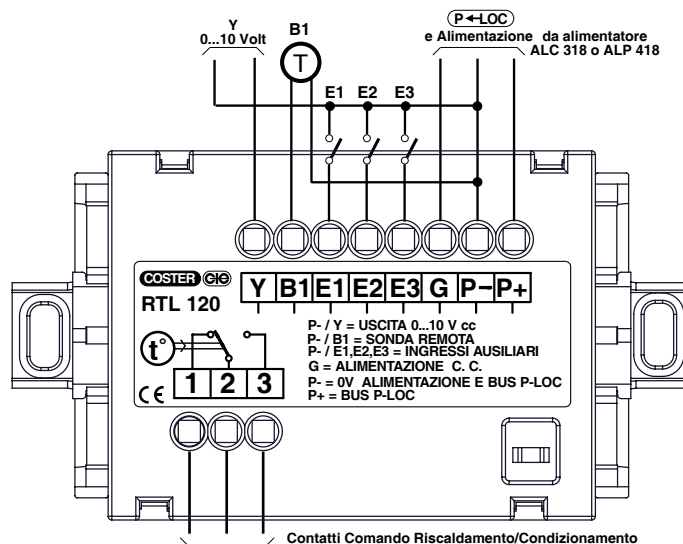 Y
0...10 Volt
B1
T
P LOC
e Alimentazione da alimentatore
ALC 318 o ALP 418
E1 E2 E3
COSTER
RTL 120
Y B1 E1 E2 E3 G P- P+
t°
1 2 3
CE
P- / Y = USCITA 0...10 V cc
P- / B1 = SONDA REMOTA
P- / E1,E2,E3 = INGRESSI AUSILIARI
G = ALIMENTAZIONE C. C.
P- = 0V ALIMENTAZIONE E BUS P-LOC
P+ = BUS P-LOC
Contatti Comando Riscaldamento/Condizionamento